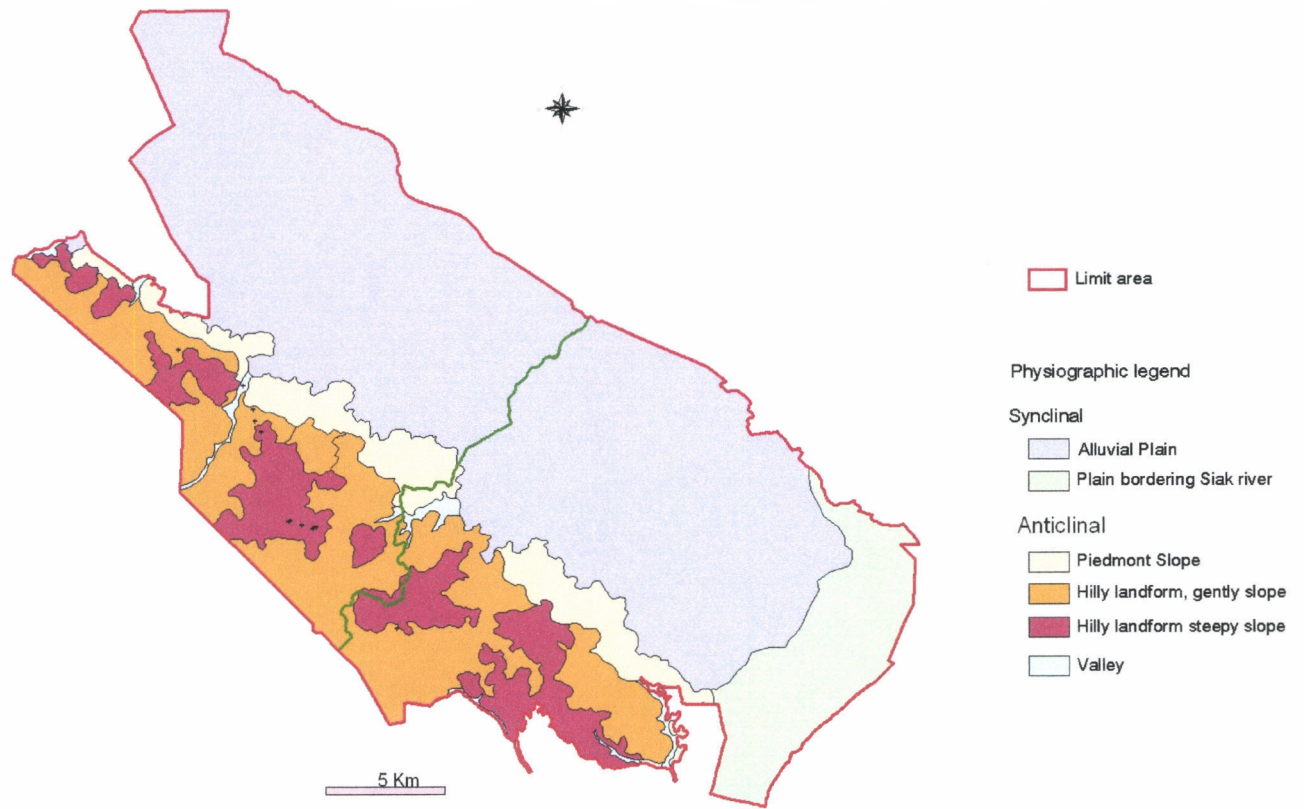 Limit area
Physiographic legend
Synclinal
Alluvial Plain
Plain bordering Siak river
Anticlinal
Piedmont Slope
Hilly landform, gently slope
Hilly landform steepy slope
Valley
5 Km